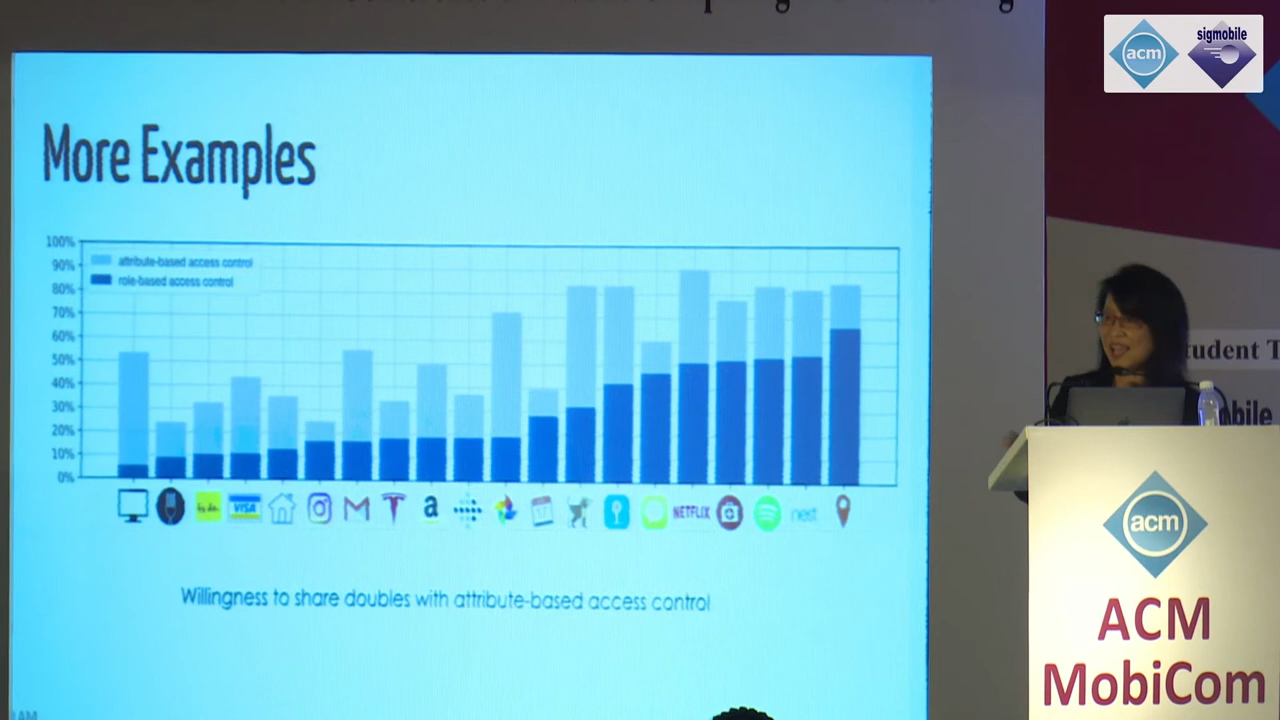 acm
sigmobile
More Examples
100%
90%
80%
70%
60%
50%
40%
30%
20%
10%
0%
attribute-based access control
role-based access control
VISA
a
NETFLIX
nest
Willingness to share doubles with attribute-based access control
tudent T
bile
acm
ACM
MobiCom